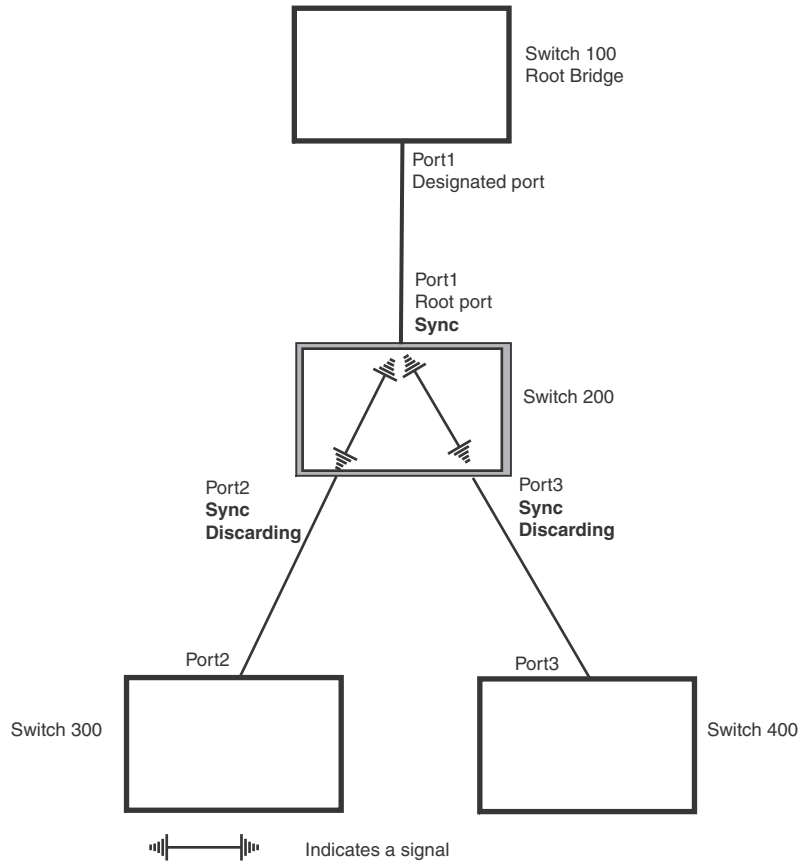 Switch 100
Root Bridge
Port1
Designated port
Port1
Root port
Sync
Switch 200
Port2
Sync
Discarding
Port3
Sync
Discarding
Port2
Port3
Switch 300
Switch 400
Indicates a signal